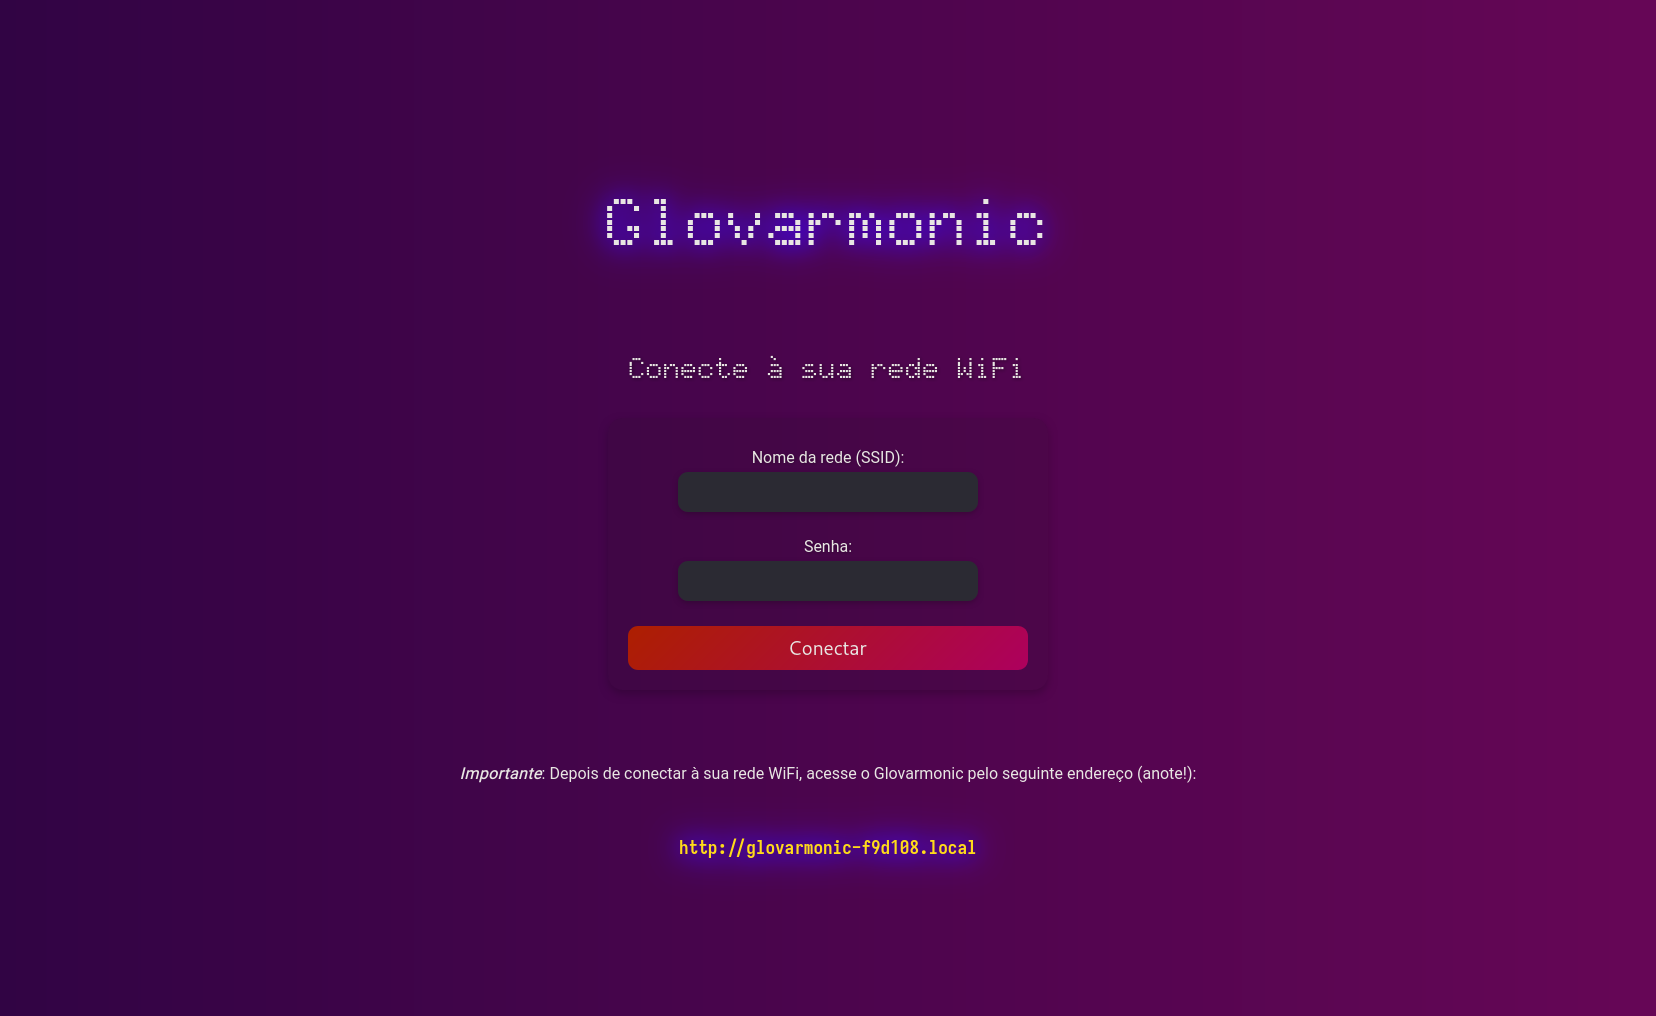 Glovarmonic
Conecte à sua rede WiFi
Nome da rede (SSID):
Senha:
Conectar
Importante: Depois de conectar à sua rede WiFi, acesse o Glovarmonic pelo seguinte endereço (anote!):
http://glovarmonic-f9d108.local